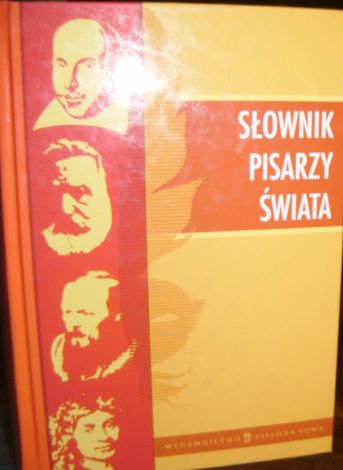 SŁOWNIK
PISARZY
ŚWIATA
WYDAWNICTWO ZIELONA SOWA